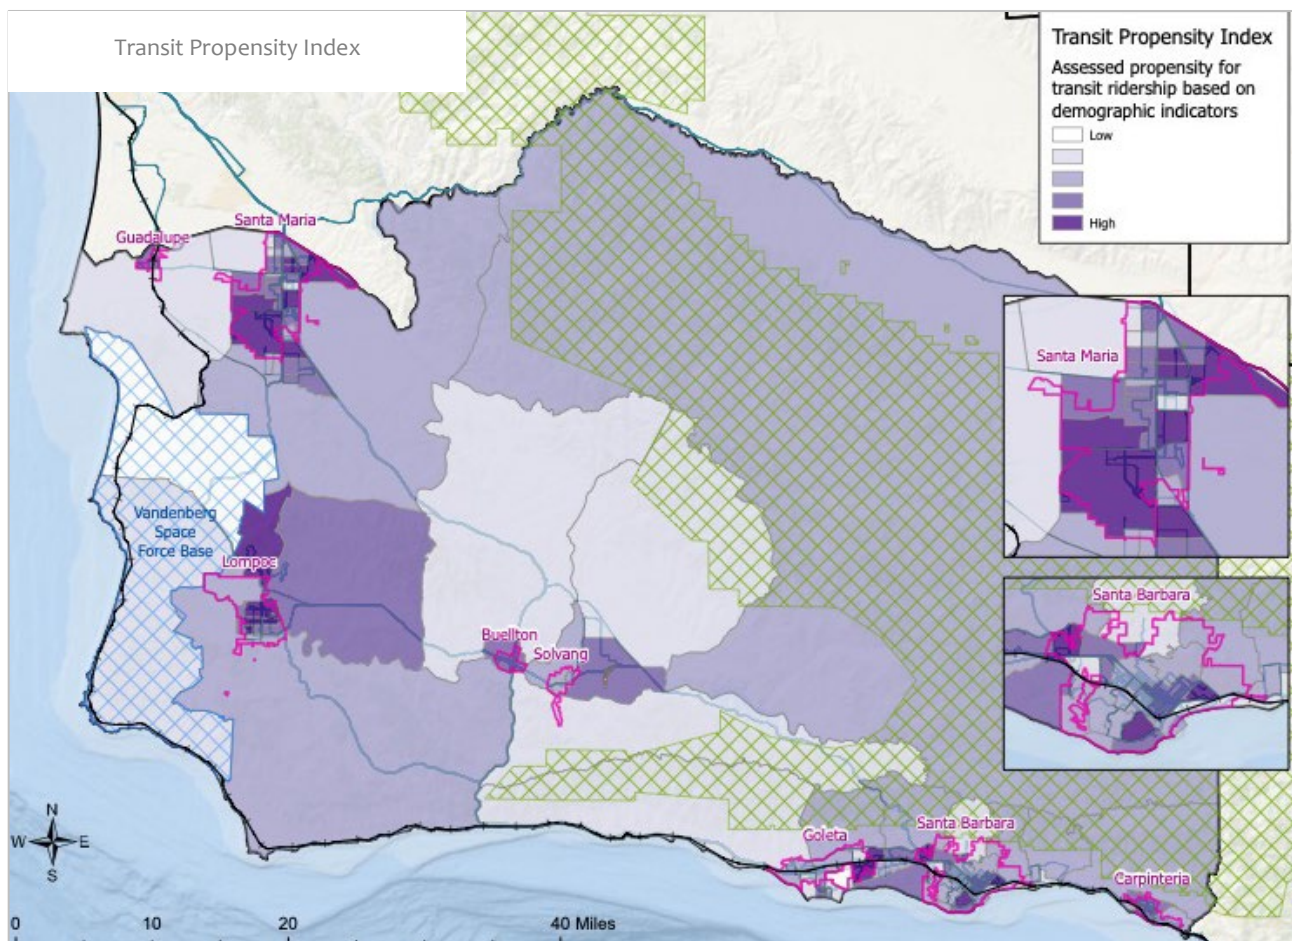 Transit Propensity Index
Transit Propensity Index
Assessed propensity for
transit ridership based on
demographic indicators
Low
High
Santa Maria
Guadalupe
Santa Maria
Vandenberg
Space
Force Base
Lompoc
Santa Barbara
Buellton
Solvang
Goleta
Santa Barbara
Carpinteria
N
W
E
S
0
10
20
40 Miles